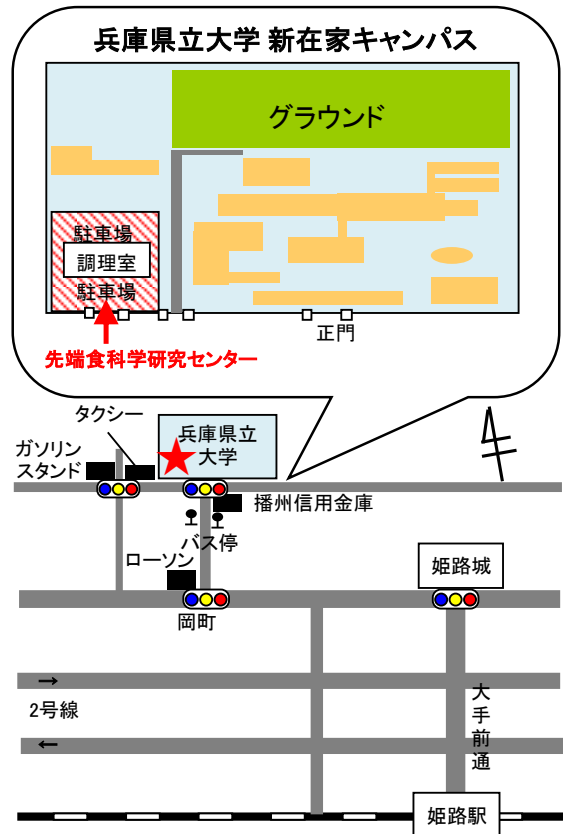 兵庫県立大学 新在家キャンパス
グラウンド
駐車場
調理室
駐車場
正門
先端食科学研究センター
タクシー
ガソリン
スタンド
兵庫県立
大学
播州信用金庫
バス停
ローソン
姫路城
岡町
→
2号線
←
大手前通
姫路駅